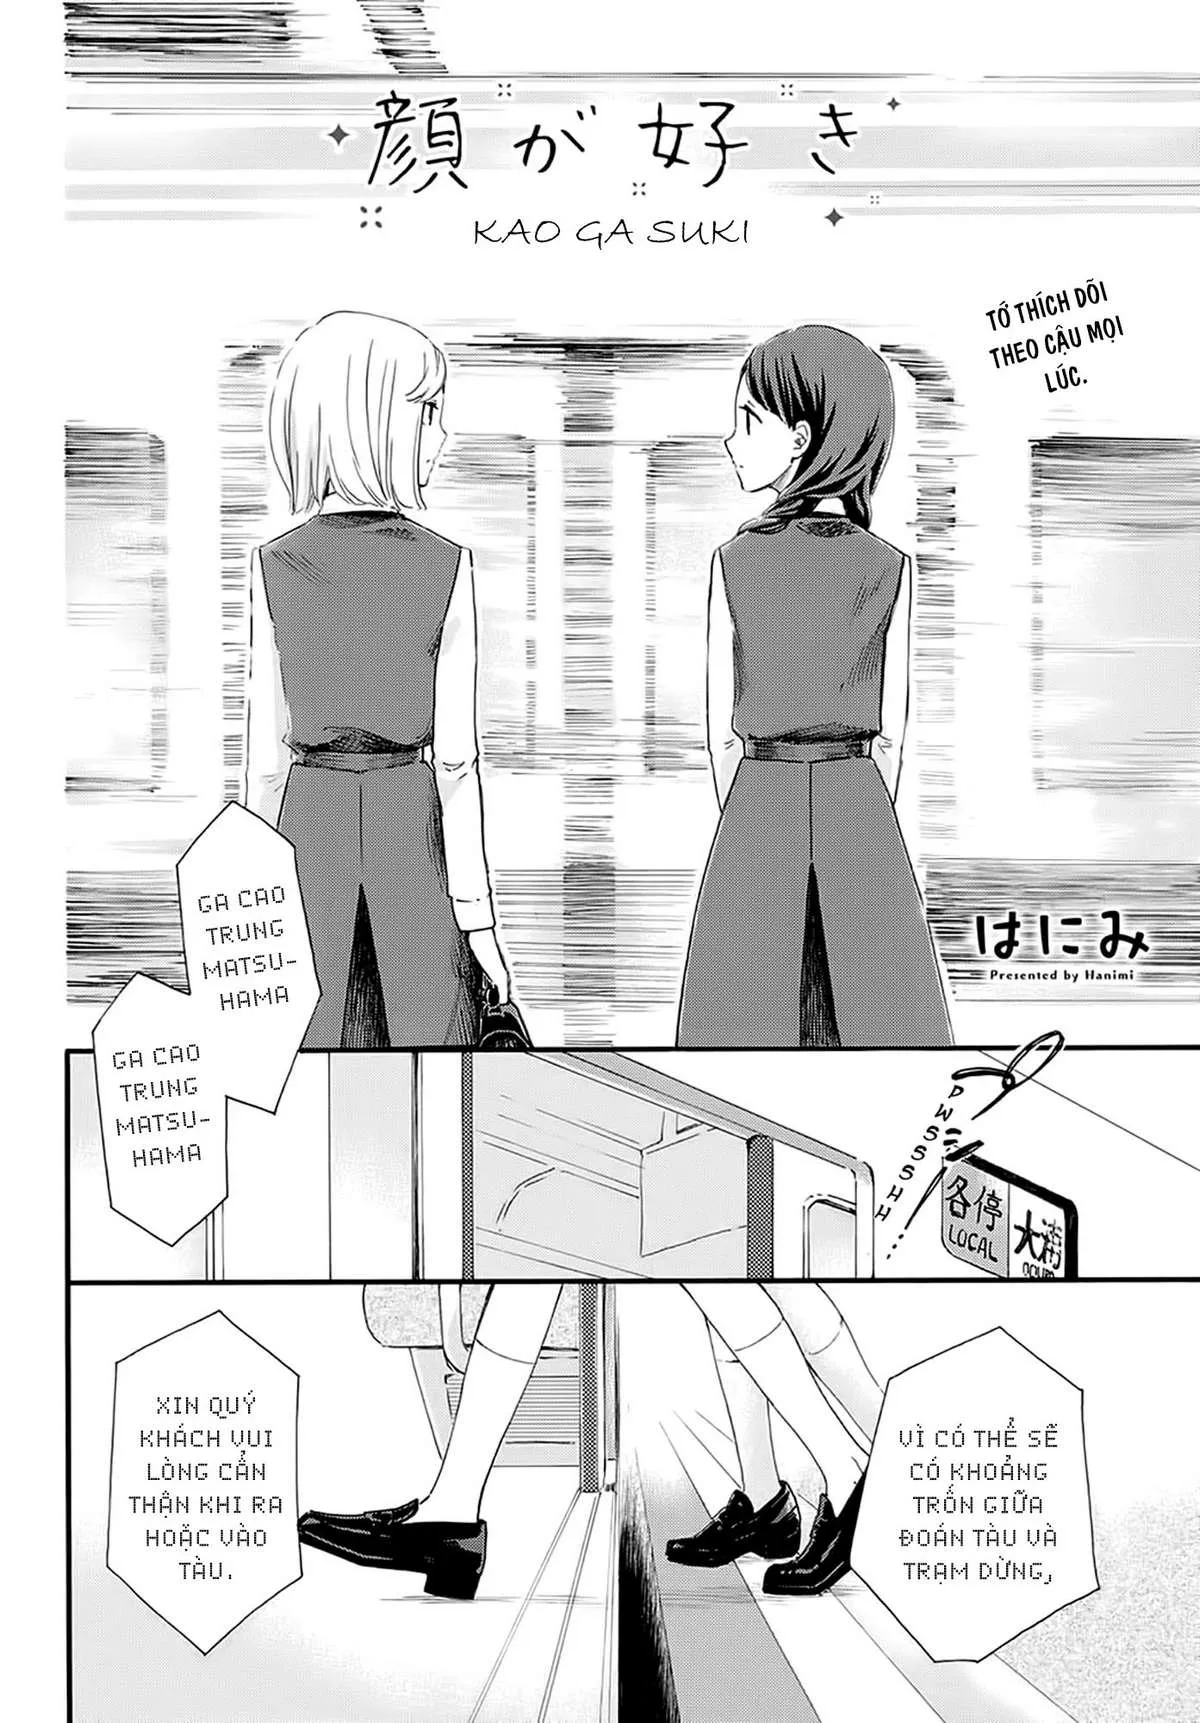 顔が好き
KAO GA SUKI
TỚ THÍCH DÕI
THEO CẬU MỌI
LÚC.
はにみ
Presented by Hanimi
GA CAO
TRUNG
MATSU-
HAMA
GA CAO
TRUNG
MATSU-
HAMA
PWSSSSHH......
各停
LOCAL
VÌ CÓ THỂ SẼ
CÓ KHOẢNG
TRỐN GIỮA
ĐOÁN TÀU VÀ
TRẠM DỪNG,
XIN QUÝ
KHÁCH VUI
LÒNG CẨN
THẬN KHI RA
HOẶC VÀO
TÀU.